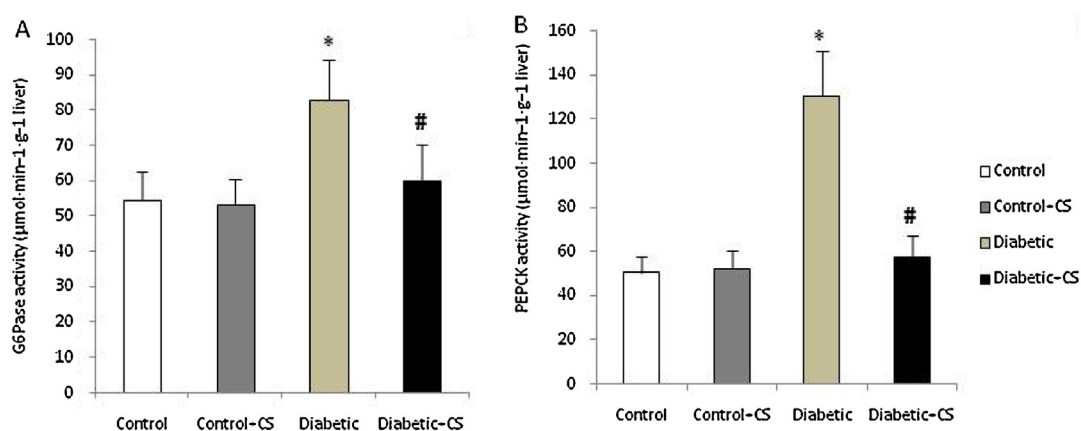 A
G6Pase activity (µmol·min-1·g-1 liver)
100
90
80
70
60
50
40
30
20
10
0
*
#
Control
Control-CS
Diabetic
Diabetic-CS
B
PEPCK activity (µmol·min-1·g-1 liver)
160
140
120
100
80
60
40
20
0
*
#
Control
Control-CS
Diabetic
Diabetic-CS
Control
Control-CS
Diabetic
Diabetic-CS